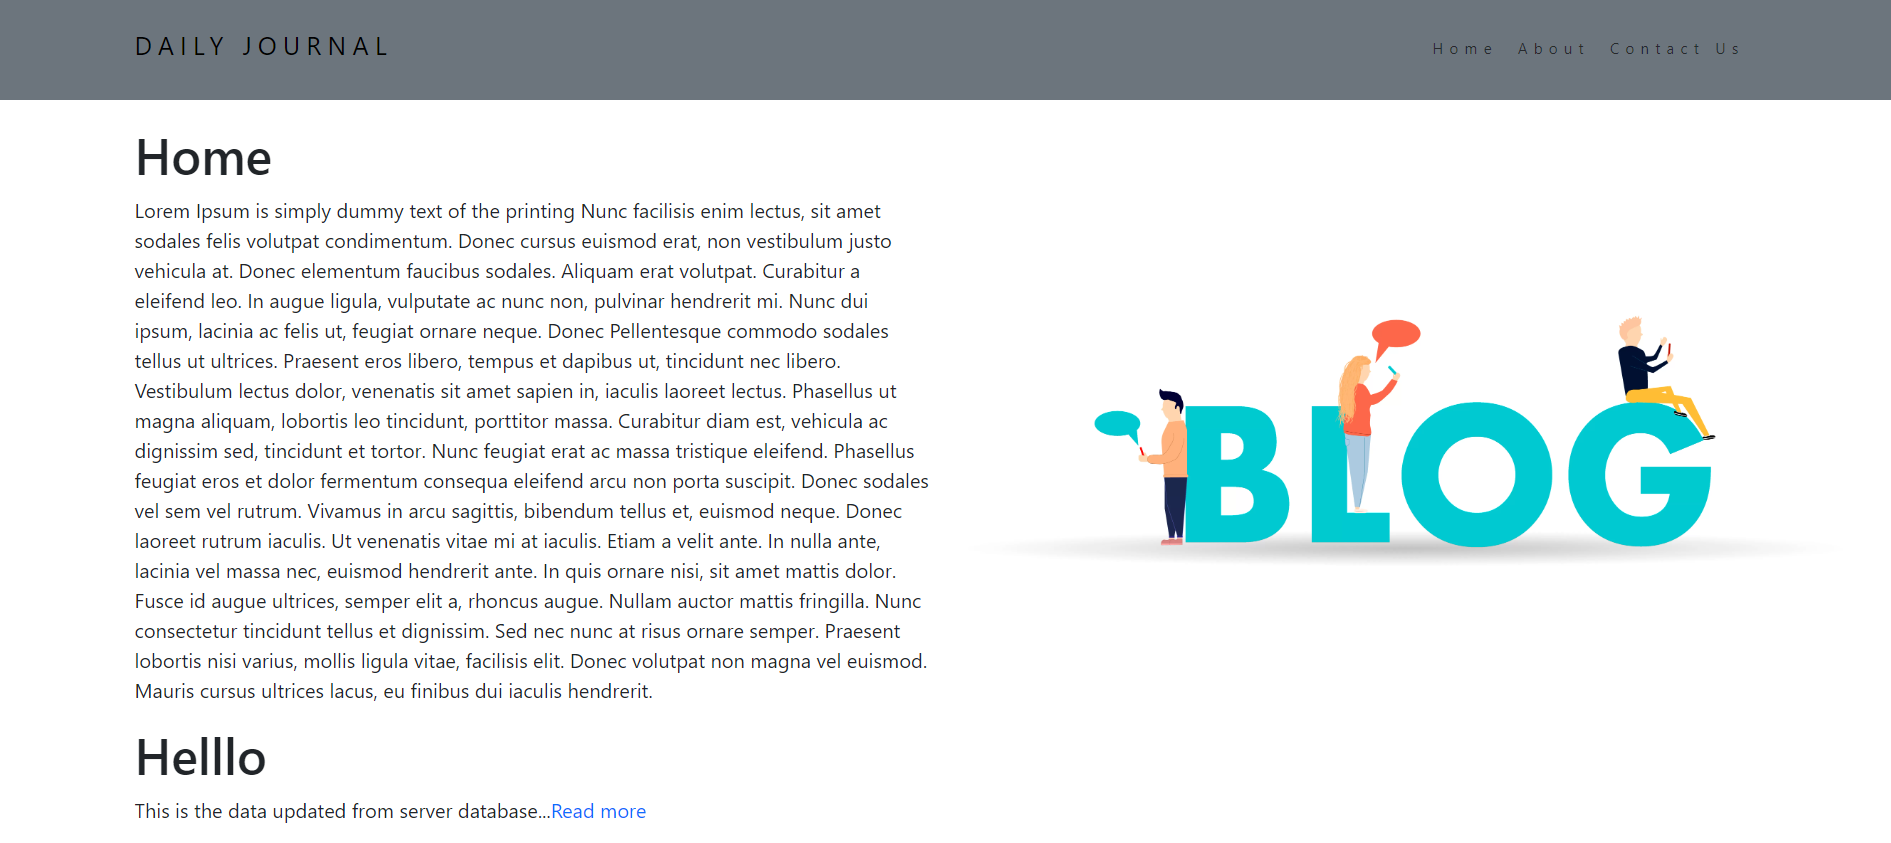 DAILY JOURNAL
Home About Contact Us
Home
Lorem Ipsum is simply dummy text of the printing Nunc facilisis enim lectus, sit amet
sodales felis volutpat condimentum. Donec cursus euismod erat, non vestibulum justo
vehicula at. Donec elementum faucibus sodales. Aliquam erat volutpat. Curabitur a
eleifend leo. In augue ligula, vulputate ac nunc non, pulvinar hendrerit mi. Nunc dui
ipsum, lacinia ac felis ut, feugiat ornare neque. Donec Pellentesque commodo sodales
tellus ut ultrices. Praesent eros libero, tempus et dapibus ut, tincidunt nec libero.
Vestibulum lectus dolor, venenatis sit amet sapien in, iaculis laoreet lectus. Phasellus ut
magna aliquam, lobortis leo tincidunt, porttitor massa. Curabitur diam est, vehicula ac
dignissim sed, tincidunt et tortor. Nunc feugiat erat ac massa tristique eleifend. Phasellus
feugiat eros et dolor fermentum consequa eleifend arcu non porta suscipit. Donec sodales
vel sem vel rutrum. Vivamus in arcu sagittis, bibendum tellus et, euismod neque. Donec
laoreet rutrum iaculis. Ut venenatis vitae mi at iaculis. Etiam a velit ante. In nulla ante,
lacinia vel massa nec, euismod hendrerit ante. In quis ornare nisi, sit amet mattis dolor.
Fusce id augue ultrices, semper elit a, rhoncus augue. Nullam auctor mattis fringilla. Nunc
consectetur tincidunt tellus et dignissim. Sed nec nunc at risus ornare semper. Praesent
lobortis nisi varius, mollis ligula vitae, facilisis elit. Donec volutpat non magna vel euismod.
Mauris cursus ultrices lacus, eu finibus dui iaculis hendrerit.
BLOG
Helllo
This is the data updated from server database...Read more